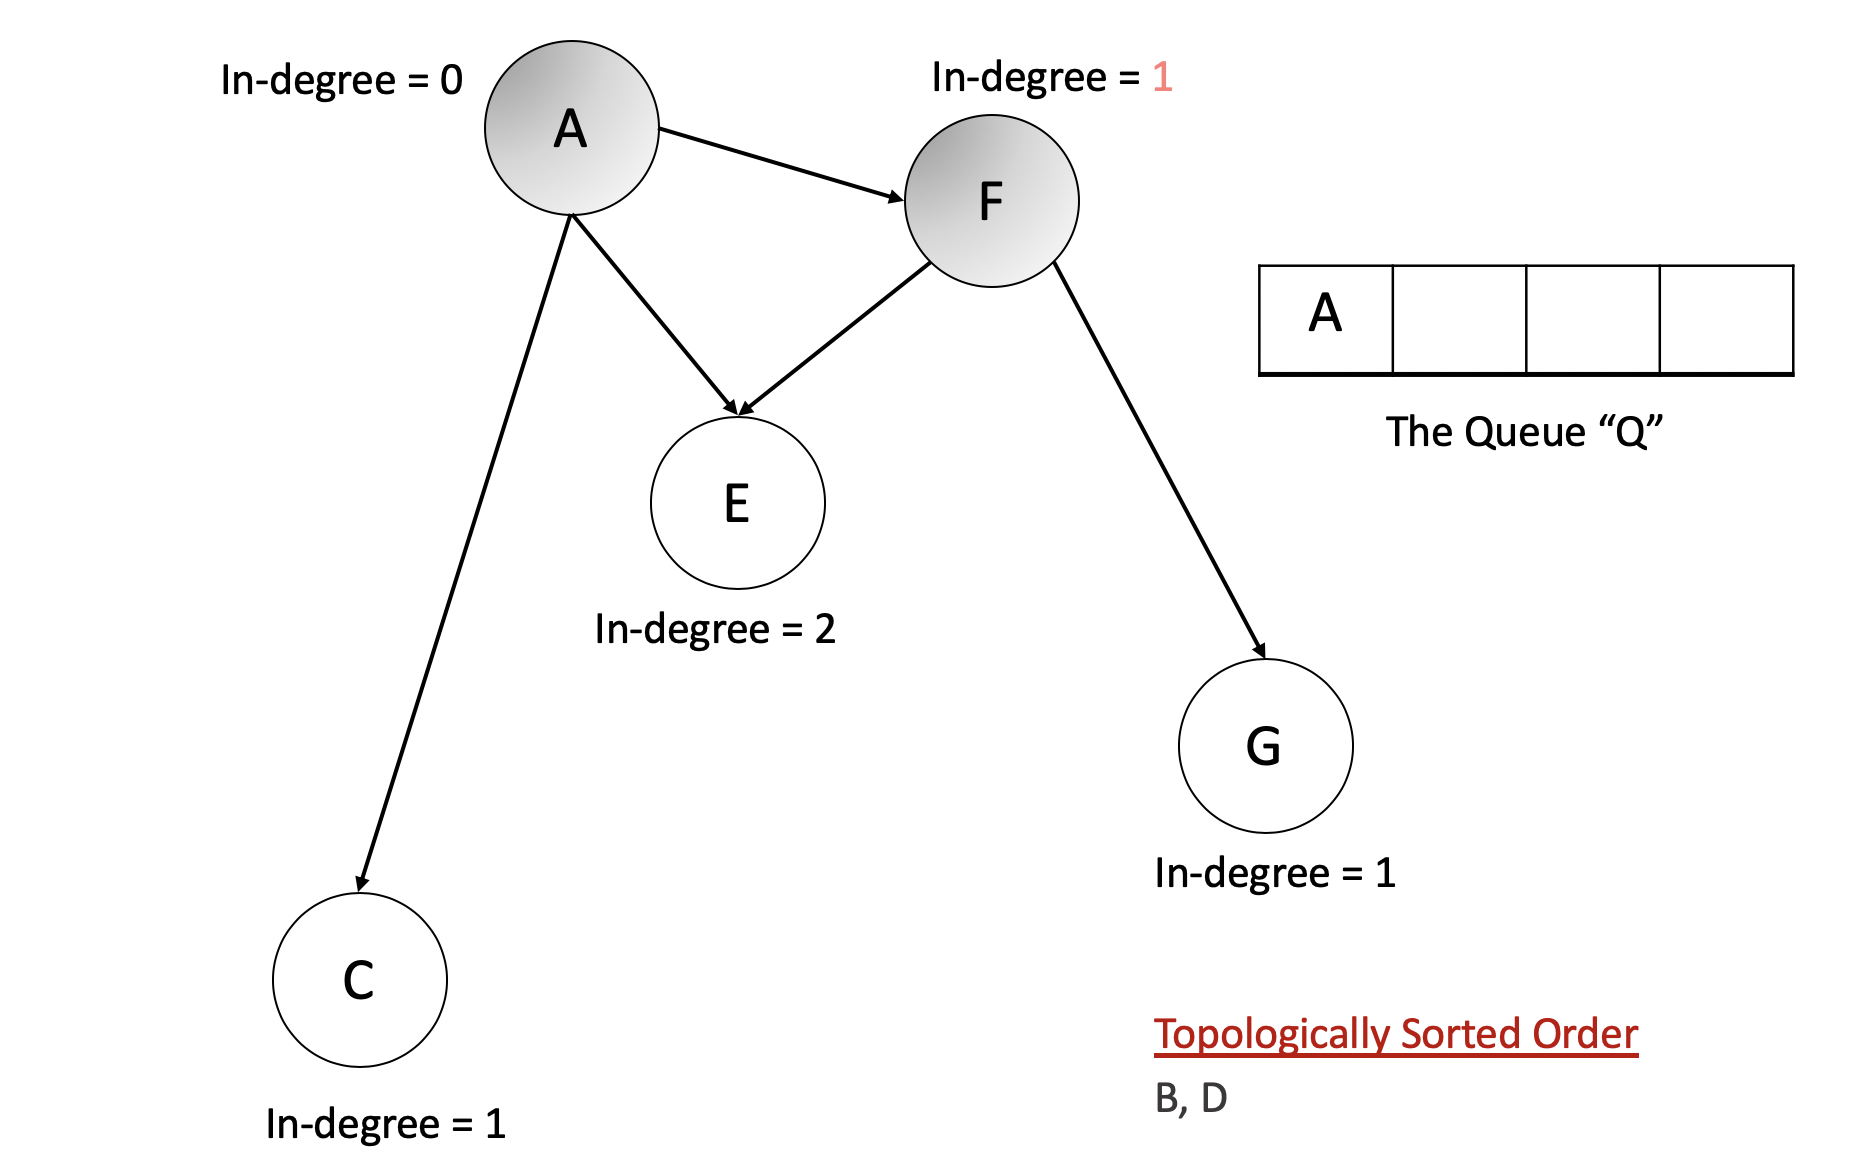 In-degree = 0
A
In-degree = 1
F
A
The Queue “Q”
E
In-degree = 2
G
In-degree = 1
C
In-degree = 1
Topologically Sorted Order
B, D